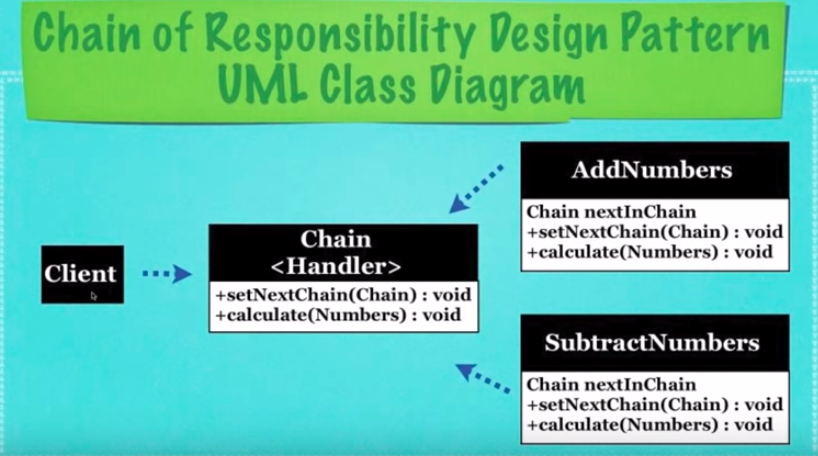 Chain of Responsibility Design Pattern
UML Class Diagram
Client
Chain
<Handler>
+setNextChain(Chain) : void
+calculate(Numbers) : void
AddNumbers
Chain nextInChain
+setNextChain(Chain) : void
+calculate(Numbers) : void
SubtractNumbers
Chain nextInChain
+setNextChain(Chain) : void
+calculate(Numbers) : void